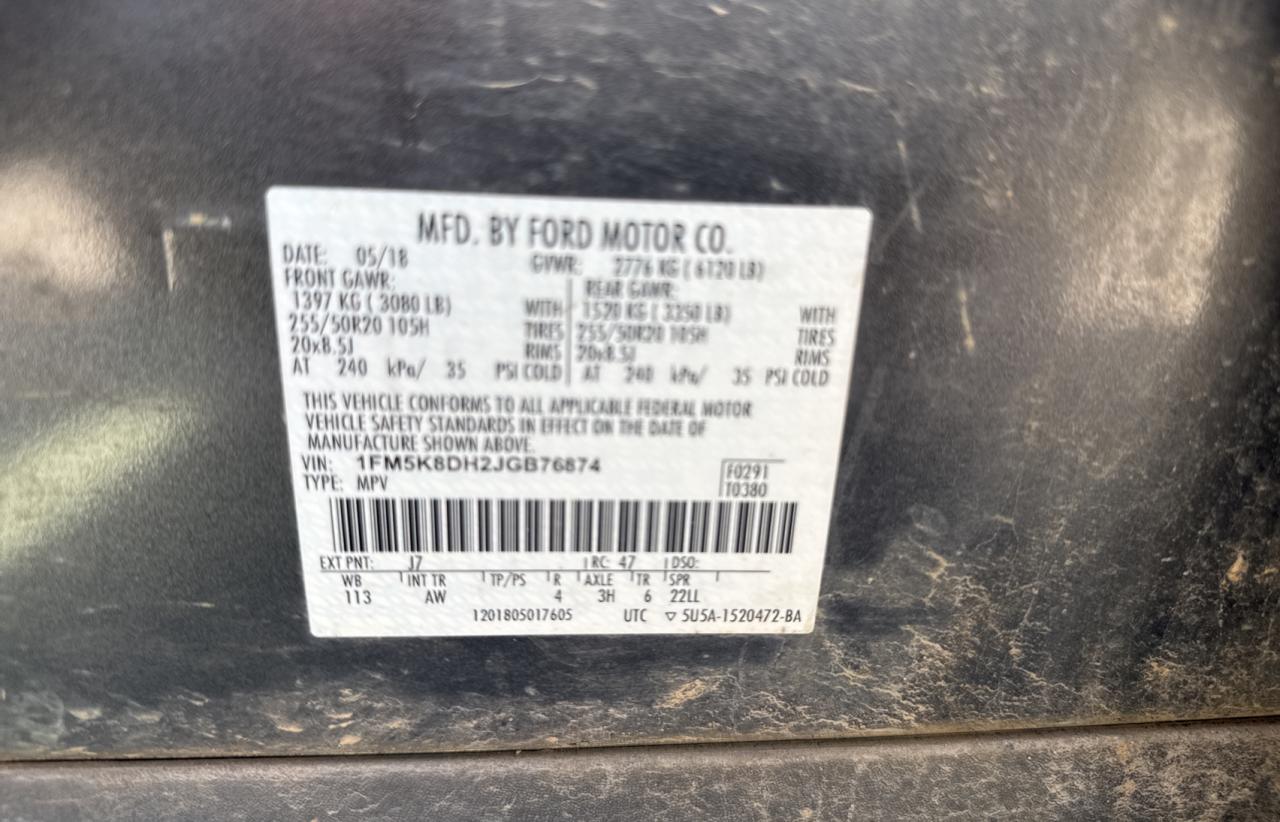 MFD. BY FORD MOTOR CO.
DATE: 05/18 GVWR: 2776 KG ( 6120 LB)
FRONT GAWR: REAR GAWR:
1397 KG ( 3080 LB) WITH 1520 KG ( 3350 LB) WITH
255/50R20 105H TIRES 255/50R20 105H TIRES
20x8.5J RIMS 20x8.5J RIMS
AT 240 kPa/ 35 PSI COLD AT 240 kPa/ 35 PSI COLD
THIS VEHICLE CONFORMS TO ALL APPLICABLE FEDERAL MOTOR
VEHICLE SAFETY STANDARDS IN EFFECT ON THE DATE OF
MANUFACTURE SHOWN ABOVE.
VIN: 1FM5K8DH2JGB76874 F0291
TYPE: MPV T0380
EXT PNT: J7 RC: 47 DSO:
WB INT TR TP/PS R AXLE TR SPR
113 AW 4 3H 6 22LL
1201805017605 UTC ▽ 5U5A-1520472-BA